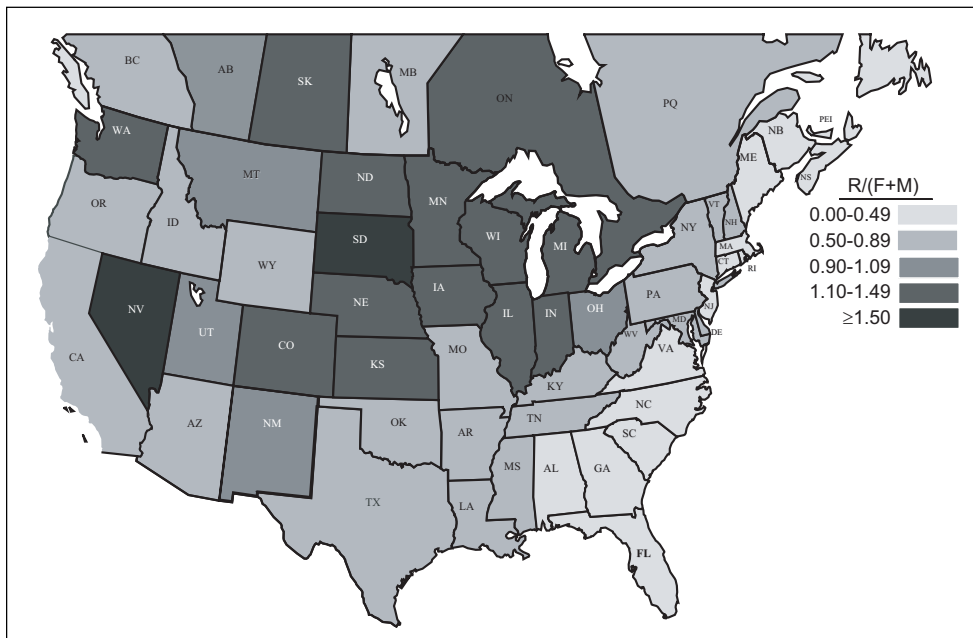 BC
AB
SK
MB
ON
PQ
NB
PEI
NS
ME
WA
MT
ND
MN
OR
ID
WY
SD
WI
MI
NY
VT
NH
MA
CT
RI
NV
UT
CO
NE
KS
IA
IL
IN
OH
PA
NJ
MD
DE
WV
VA
CA
AZ
NM
MO
KY
TN
NC
SC
OK
AR
TX
LA
MS
AL
GA
FL
R/(F+M)
0.00-0.49
0.50-0.89
0.90-1.09
1.10-1.49
≥1.50